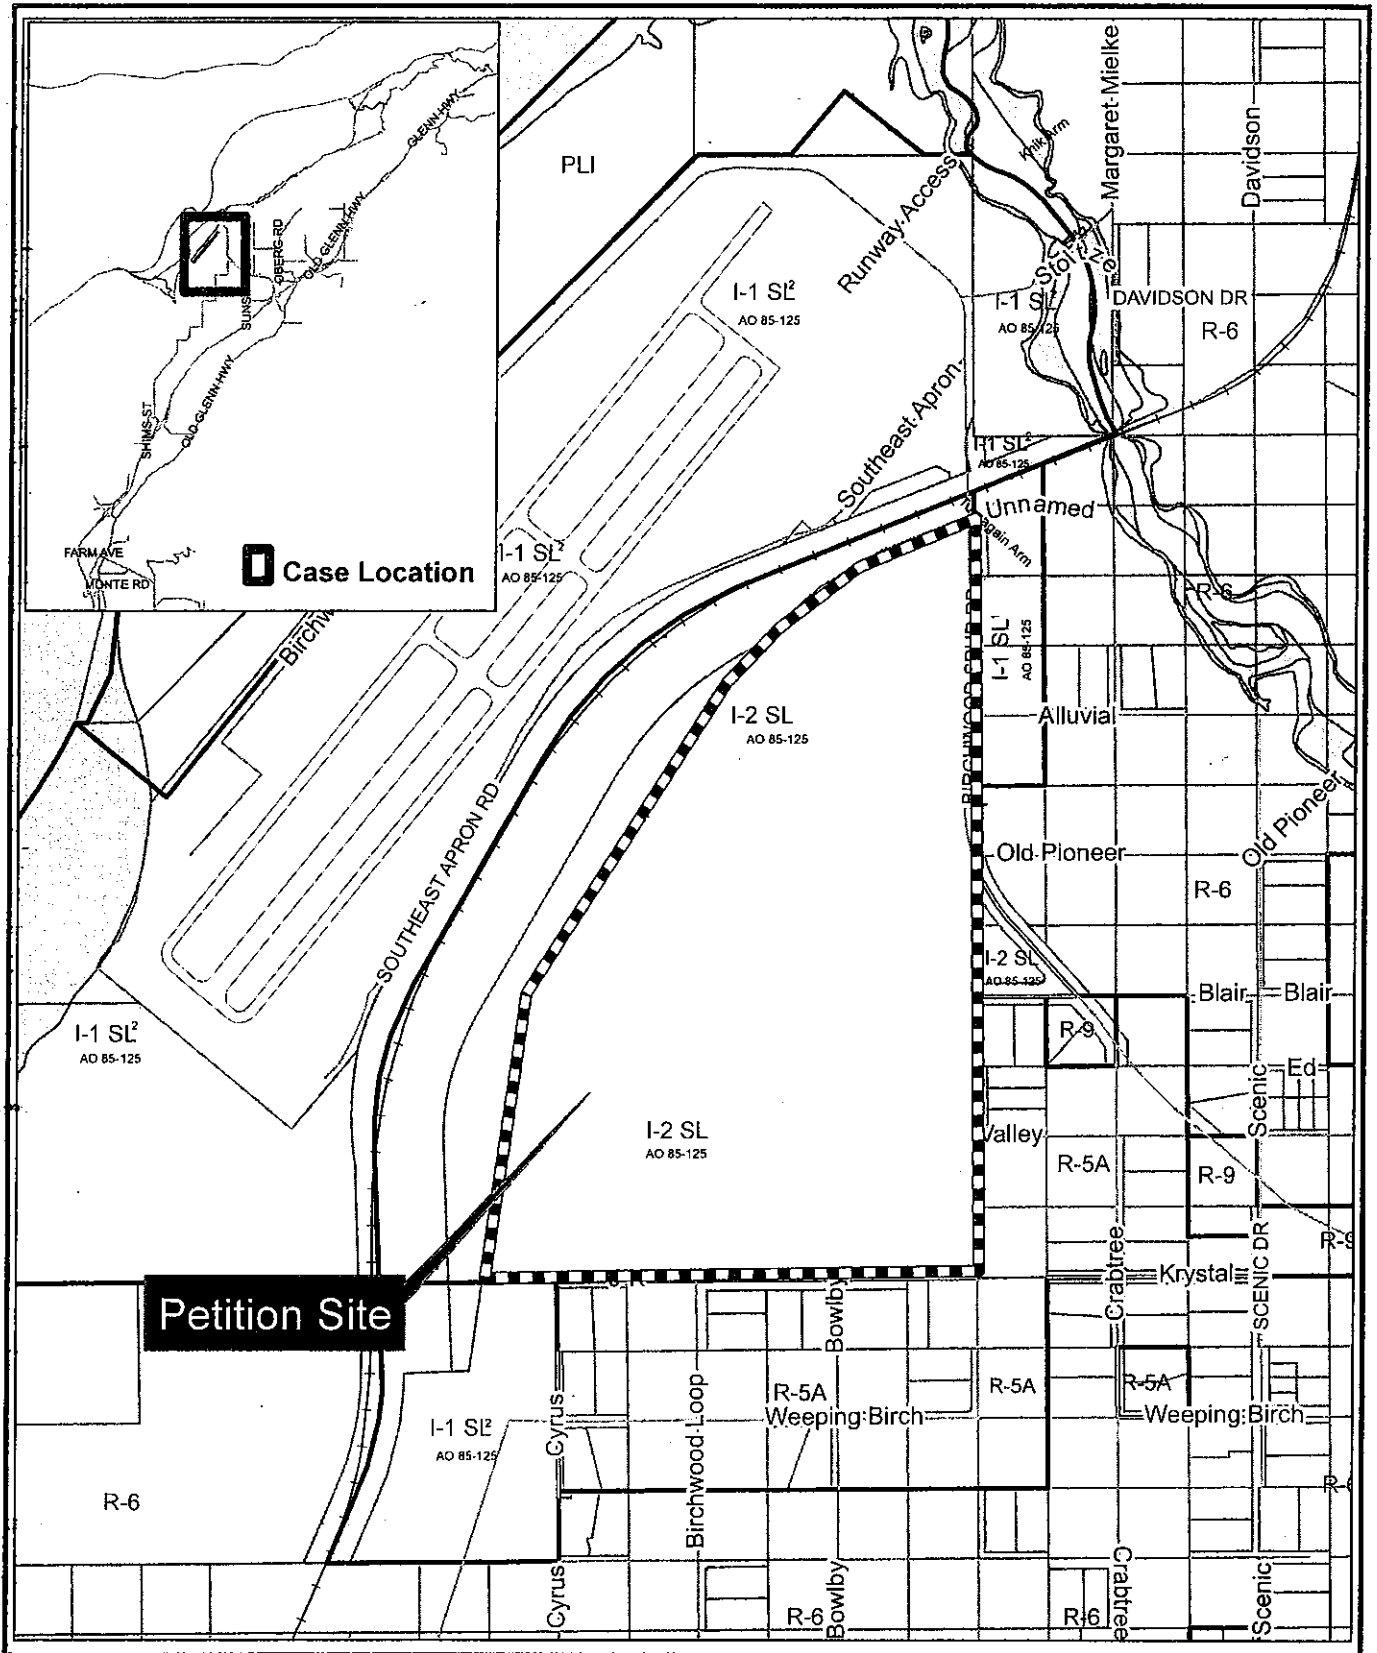 GLENN HWY
OBERG RD
OLD GLENN HWY
SUNS
OLD GLENN HWY
SHIMS ST
FARM AVE
MONTE RD
Case Location
PLI
Runway Access
Knik Arm
Margaret Mielke
Davidson
I-1 SL²
AO 85-125
I-1 SL
AO 85-125
DAVIDSON DR
R-6
Southeast Apron
I-1 SL²
AO 85-125
Unnamed
I-1 SL²
AO 85-125
R-6
I-1 SL¹
AO 85-125
Birchw
I-2 SL
AO 85-125
Alluvial
SOUTHEAST APRON RD
Old Pioneer
Old Pioneer
R-6
I-2 SL
AO 85-125
Blair
Blair
I-1 SL²
AO 85-125
R-9
Ed
Scenic
I-2 SL
AO 85-125
Valley
R-5A
R-9
R-9
Crabtree
SCENIC DR
Krystal
Petition Site
Bowlby
R-5A
R-5A
R-5A
Weeping Birch
Weeping Birch
Cyrus
Birchwood Loop
I-1 SL²
AO 85-125
R-6
Cyrus
Bowlby
R-6
R-6
Crabtree
Scenic